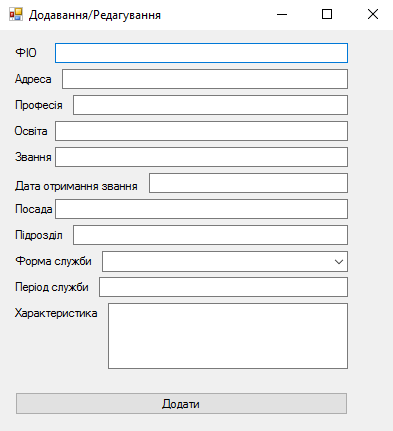 Додавання/Редагування
ФІО
Адреса
Професія
Освіта
Звання
Дата отримання звання
Посада
Підрозділ
Форма служби
Період служби
Характеристика
Додати